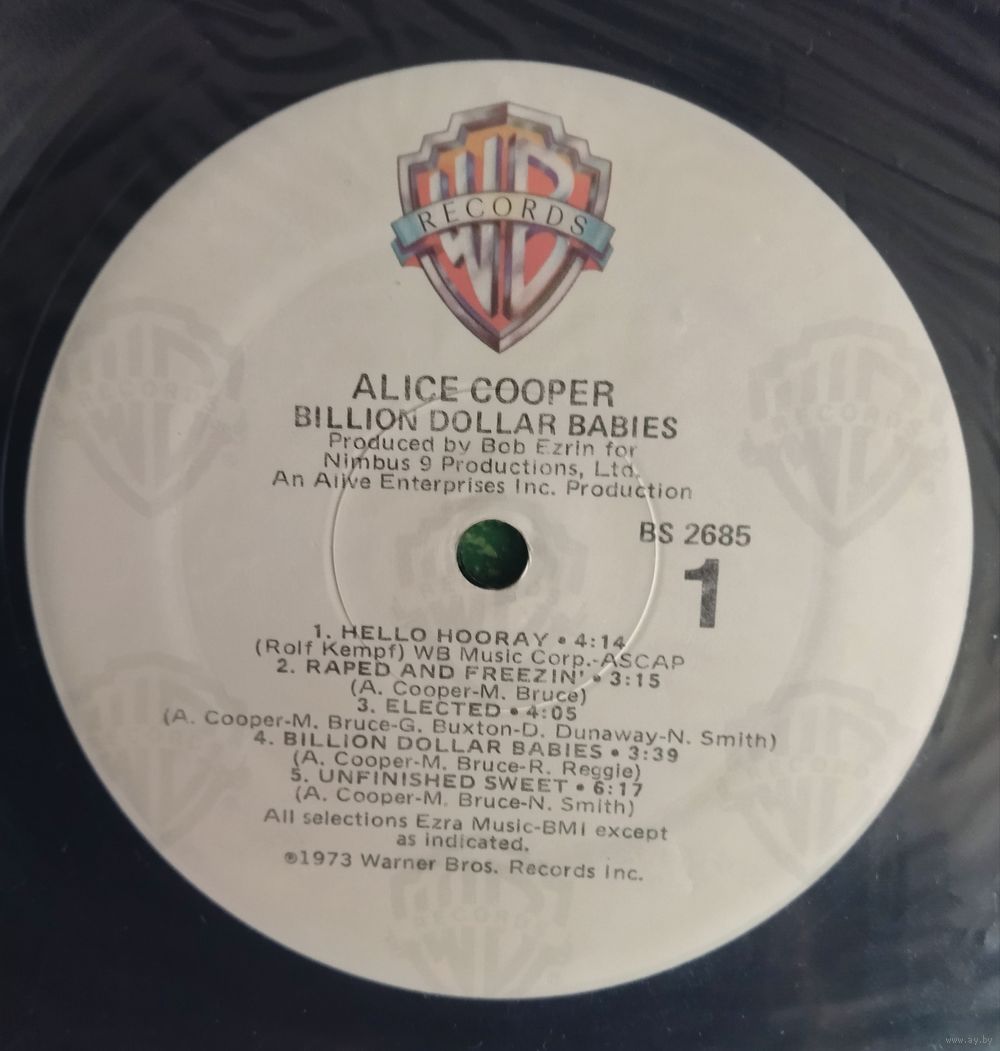 WB
RECORDS
ALICE COOPER
BILLION DOLLAR BABIES
Produced by Bob Ezrin for
Nimbus 9 Productions, Ltd.
An Alive Enterprises Inc. Production
BS 2685
1
1. HELLO HOORAY • 4:14
(Rolf Kempf) WB Music Corp.-ASCAP
2. RAPED AND FREEZIN' • 3:15
(A. Cooper-M. Bruce)
3. ELECTED • 4:05
(A. Cooper-M. Bruce-G. Buxton-D. Dunaway-N. Smith)
4. BILLION DOLLAR BABIES • 3:39
(A. Cooper-M. Bruce-R. Reggie)
5. UNFINISHED SWEET • 6:17
(A. Cooper-M. Bruce-N. Smith)
All selections Ezra Music-BMI except
as indicated.
℗1973 Warner Bros. Records Inc.
www.ay.by